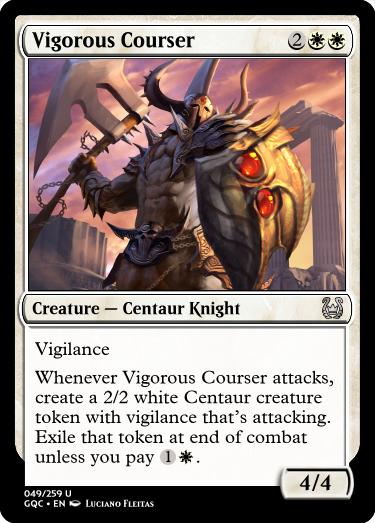 Vigorous Courser 2
Creature — Centaur Knight
Vigilance
Whenever Vigorous Courser attacks,
create a 2/2 white Centaur creature
token with vigilance that's attacking.
Exile that token at end of combat
unless you pay 1 .
4/4
049/259 U
GQC • EN Luciano Fleitas